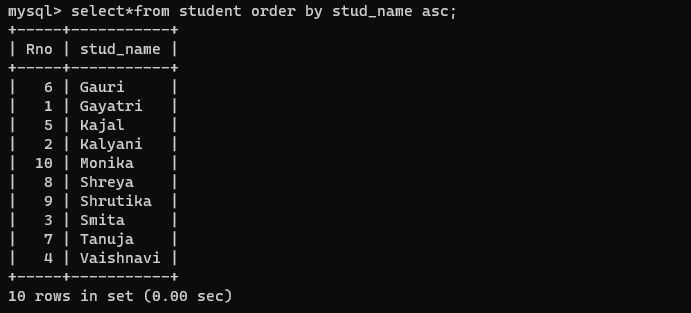 mysql> select*from student order by stud_name asc;
+-----+-----------+
| Rno | stud_name |
+-----+-----------+
|   6 | Gauri     |
|   1 | Gayatri   |
|   5 | Kajal     |
|   2 | Kalyani   |
|  10 | Monika    |
|   8 | Shreya    |
|   9 | Shrutika  |
|   3 | Smita     |
|   7 | Tanuja    |
|   4 | Vaishnavi |
+-----+-----------+
10 rows in set (0.00 sec)